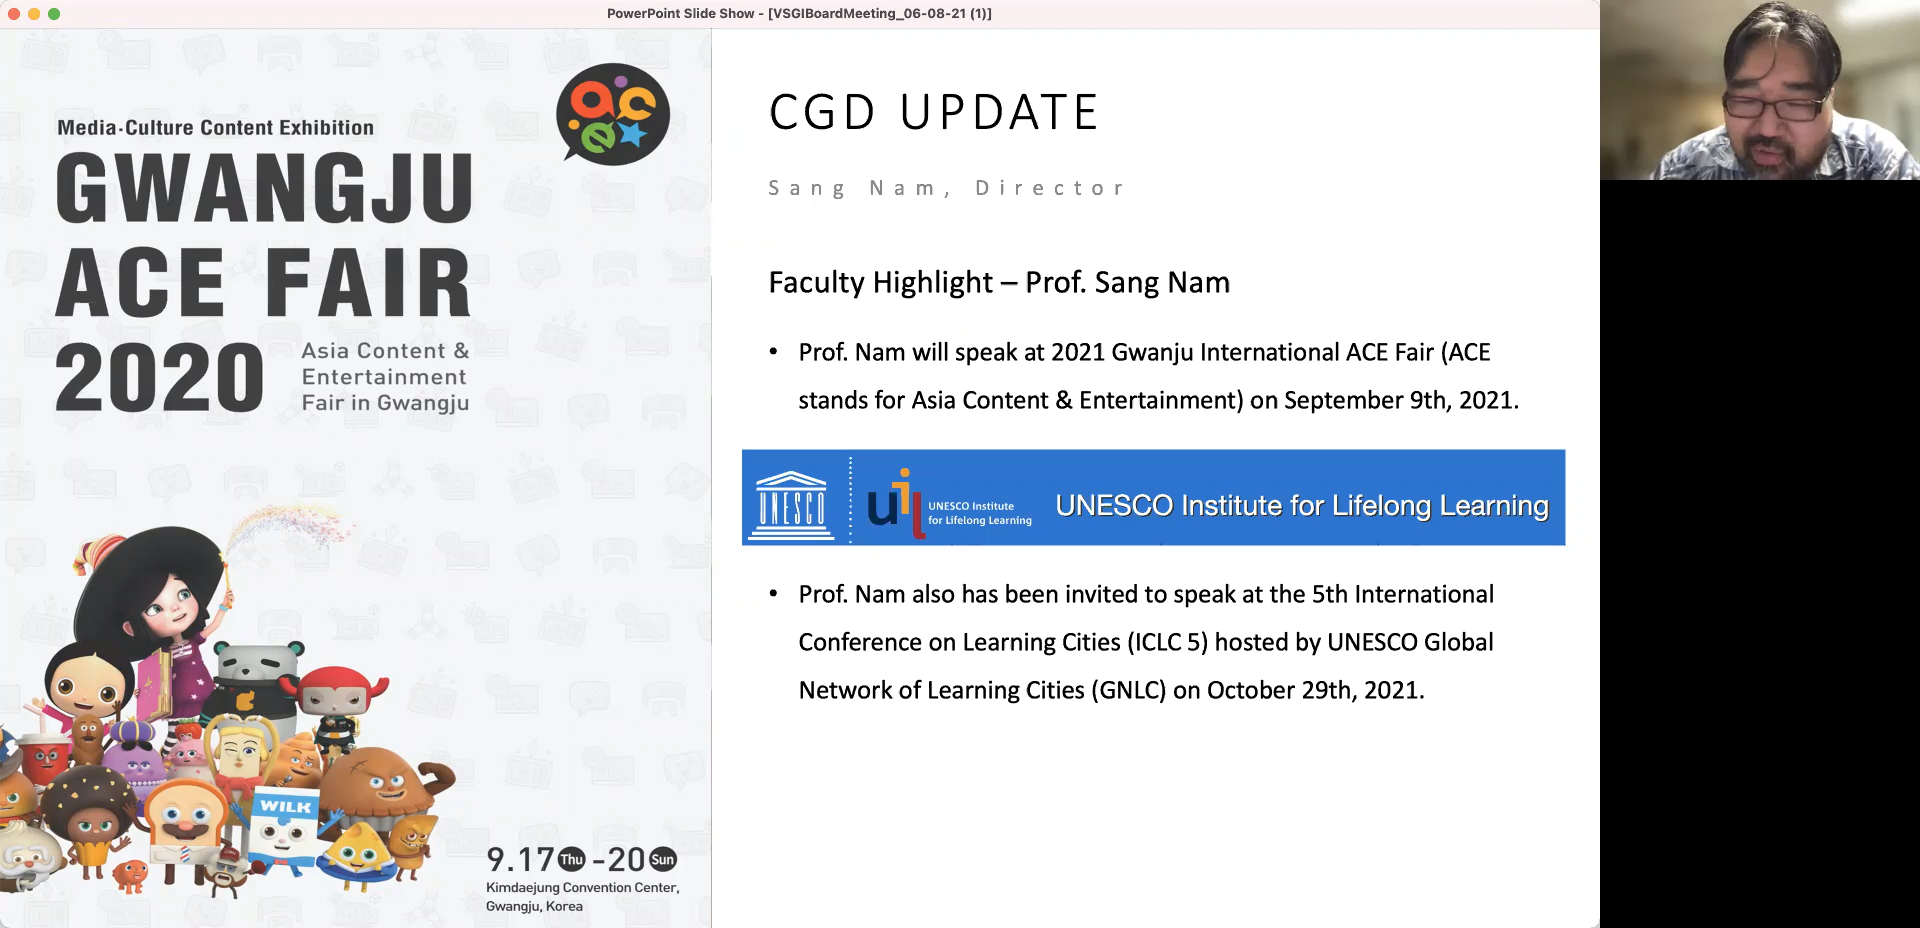 PowerPoint Slide Show - [VSGIBoardMeeting_06-08-21 (1)]
Media·Culture Content Exhibition
GWANGJU
ACE FAIR
2020
Asia Content &
Entertainment
Fair in Gwangju
ace
WILK
9.17 Thu -20 Sun
Kimdaejung Convention Center,
Gwangju, Korea
CGD UPDATE
Sang Nam, Director
Faculty Highlight – Prof. Sang Nam
• Prof. Nam will speak at 2021 Gwanju International ACE Fair (ACE
stands for Asia Content & Entertainment) on September 9th, 2021.
UNESCO
uil
UNESCO Institute
for Lifelong Learning
UNESCO Institute for Lifelong Learning
• Prof. Nam also has been invited to speak at the 5th International
Conference on Learning Cities (ICLC 5) hosted by UNESCO Global
Network of Learning Cities (GNLC) on October 29th, 2021.